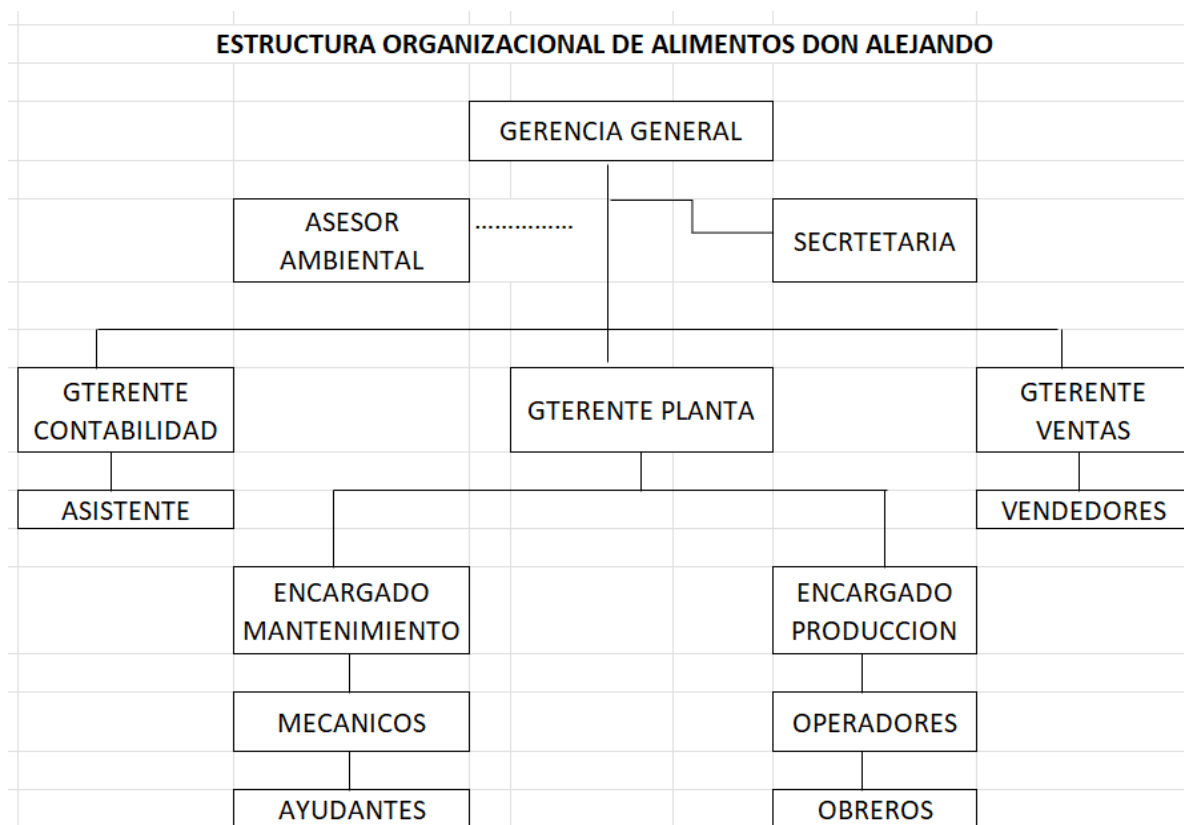 ESTRUCTURA ORGANIZACIONAL DE ALIMENTOS DON ALEJANDO
GERENCIA GENERAL
ASESOR
AMBIENTAL
...............
SECRTETARIA
GTERENTE
CONTABILIDAD
GTERENTE PLANTA
GTERENTE
VENTAS
ASISTENTE
VENDEDORES
ENCARGADO
MANTENIMIENTO
ENCARGADO
PRODUCCION
MECANICOS
OPERADORES
AYUDANTES
OBREROS